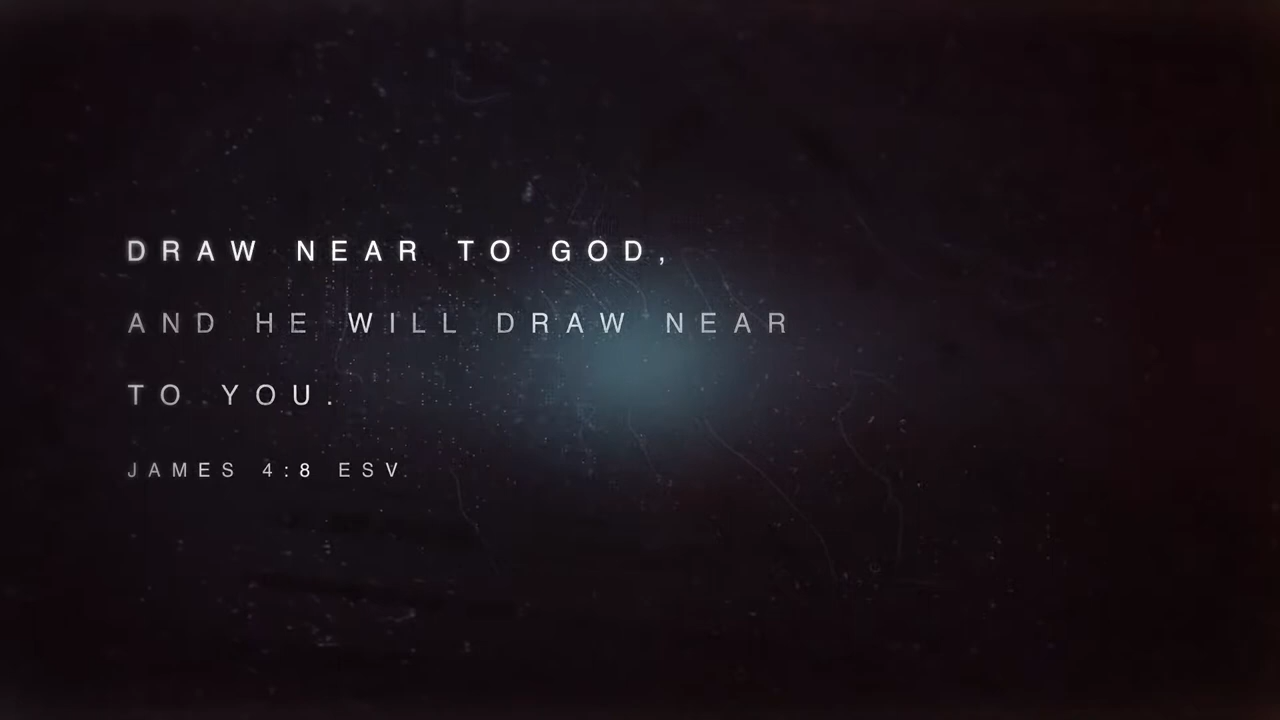 DRAW NEAR TO GOD,
AND HE WILL DRAW NEAR
TO YOU.
JAMES 4:8 ESV